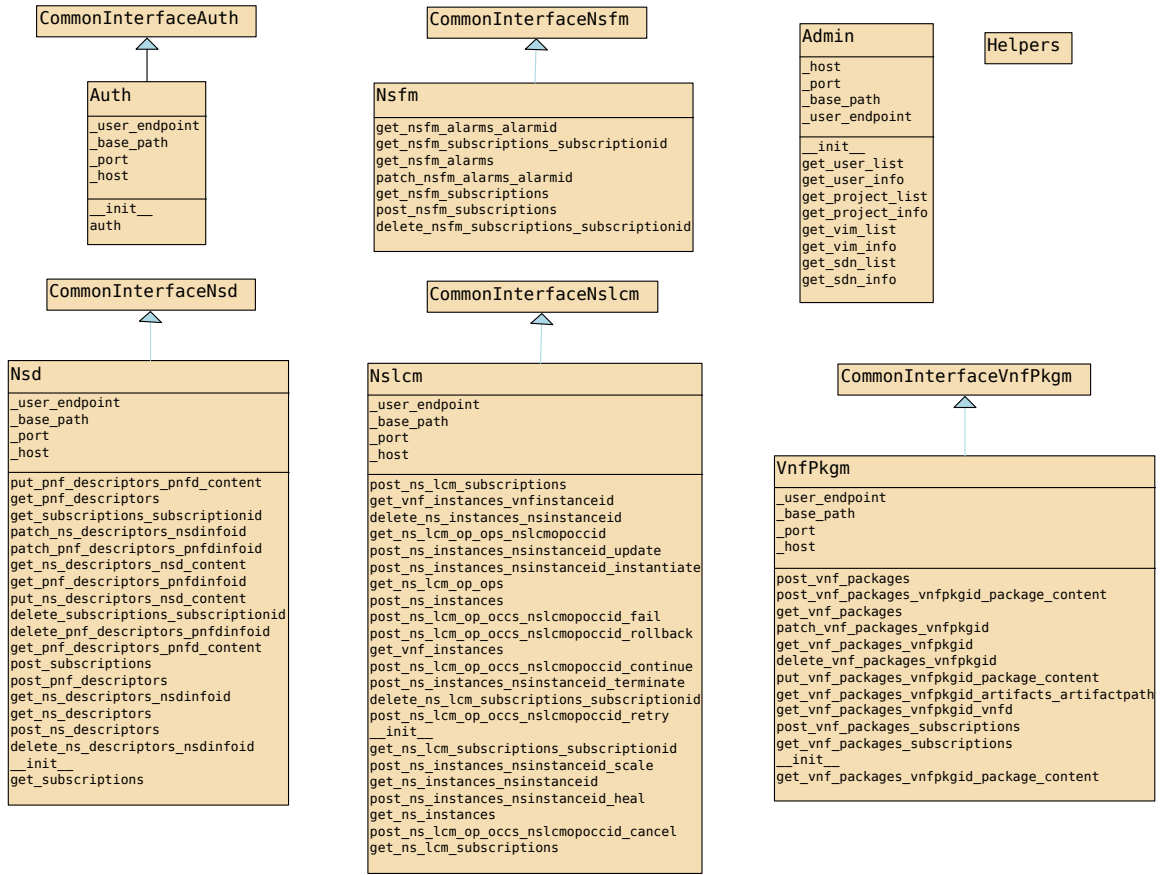 CommonInterfaceAuth
Auth
_user_endpoint
_base_path
_port
_host
__init__
auth
CommonInterfaceNsfm
Nsfm
get_nsfm_alarms_alarmid
get_nsfm_subscriptions_subscriptionid
get_nsfm_alarms
patch_nsfm_alarms_alarmid
get_nsfm_subscriptions
post_nsfm_subscriptions
delete_nsfm_subscriptions_subscriptionid
Admin
_host
_port
_base_path
_user_endpoint
__init__
get_user_list
get_user_info
get_project_list
get_project_info
get_vim_list
get_vim_info
get_sdn_list
get_sdn_info
Helpers
CommonInterfaceNsd
Nsd
_user_endpoint
_base_path
_port
_host
put_pnf_descriptors_pnfd_content
get_pnf_descriptors
get_subscriptions_subscriptionid
patch_ns_descriptors_nsdinfoid
patch_pnf_descriptors_pnfdinfoid
get_ns_descriptors_nsd_content
get_pnf_descriptors_pnfdinfoid
put_ns_descriptors_nsd_content
delete_subscriptions_subscriptionid
delete_pnf_descriptors_pnfdinfoid
get_pnf_descriptors_pnfd_content
post_subscriptions
post_pnf_descriptors
get_ns_descriptors_nsdinfoid
get_ns_descriptors
post_ns_descriptors
delete_ns_descriptors_nsdinfoid
__init__
get_subscriptions
CommonInterfaceNslcm
Nslcm
_user_endpoint
_base_path
_port
_host
post_ns_lcm_subscriptions
get_vnf_instances_vnfinstanceid
delete_ns_instances_nsinstanceid
get_ns_lcm_op_ops_nslcmopoccid
post_ns_instances_nsinstanceid_update
post_ns_instances_nsinstanceid_instantiate
get_ns_lcm_op_ops
post_ns_instances
post_ns_lcm_op_occs_nslcmopoccid_fail
post_ns_lcm_op_occs_nslcmopoccid_rollback
get_vnf_instances
post_ns_lcm_op_occs_nslcmopoccid_continue
post_ns_instances_nsinstanceid_terminate
delete_ns_lcm_subscriptions_subscriptionid
post_ns_lcm_op_occs_nslcmopoccid_retry
__init__
get_ns_lcm_subscriptions_subscriptionid
post_ns_instances_nsinstanceid_scale
get_ns_instances_nsinstanceid
post_ns_instances_nsinstanceid_heal
get_ns_instances
post_ns_lcm_op_occs_nslcmopoccid_cancel
get_ns_lcm_subscriptions
CommonInterfaceVnfPkgm
VnfPkgm
_user_endpoint
_base_path
_port
_host
post_vnf_packages
post_vnf_packages_vnfpkgid_package_content
get_vnf_packages
patch_vnf_packages_vnfpkgid
get_vnf_packages_vnfpkgid
delete_vnf_packages_vnfpkgid
put_vnf_packages_vnfpkgid_package_content
get_vnf_packages_vnfpkgid_artifacts_artifactpath
get_vnf_packages_vnfpkgid_vnfd
post_vnf_packages_subscriptions
get_vnf_packages_subscriptions
__init__
get_vnf_packages_vnfpkgid_package_content